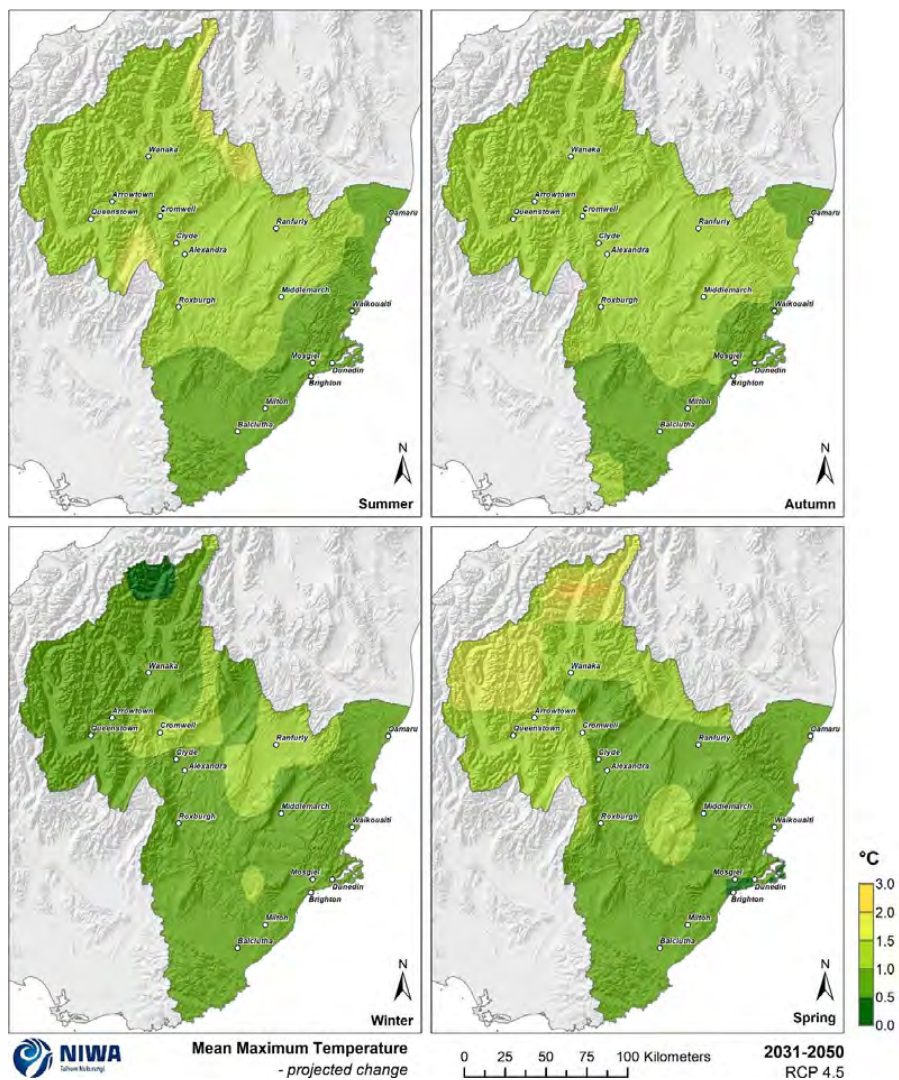 Wanaka
Arrowtown
Queenstown
Cromwell
Clyde
Alexandra
Ranfurly
Oamaru
Roxburgh
Middlemarch
Waikouaiti
Mosgiel
Dunedin
Brighton
Milton
Balclutha
N
Summer
Wanaka
Arrowtown
Queenstown
Cromwell
Clyde
Alexandra
Ranfurly
Oamaru
Roxburgh
Middlemarch
Waikouaiti
Mosgiel
Dunedin
Brighton
Milton
Balclutha
N
Autumn
Wanaka
Arrowtown
Queenstown
Cromwell
Clyde
Alexandra
Ranfurly
Oamaru
Roxburgh
Middlemarch
Waikouaiti
Mosgiel
Dunedin
Brighton
Milton
Balclutha
N
Winter
Wanaka
Arrowtown
Queenstown
Cromwell
Clyde
Alexandra
Ranfurly
Oamaru
Roxburgh
Middlemarch
Waikouaiti
Mosgiel
Dunedin
Brighton
Milton
Balclutha
N
Spring
°C
3.0
2.0
1.5
1.0
0.5
0.0
NIWA
Taihoro Nukurangi
Mean Maximum Temperature
- projected change
0 25 50 75 100 Kilometers
2031-2050
RCP 4.5